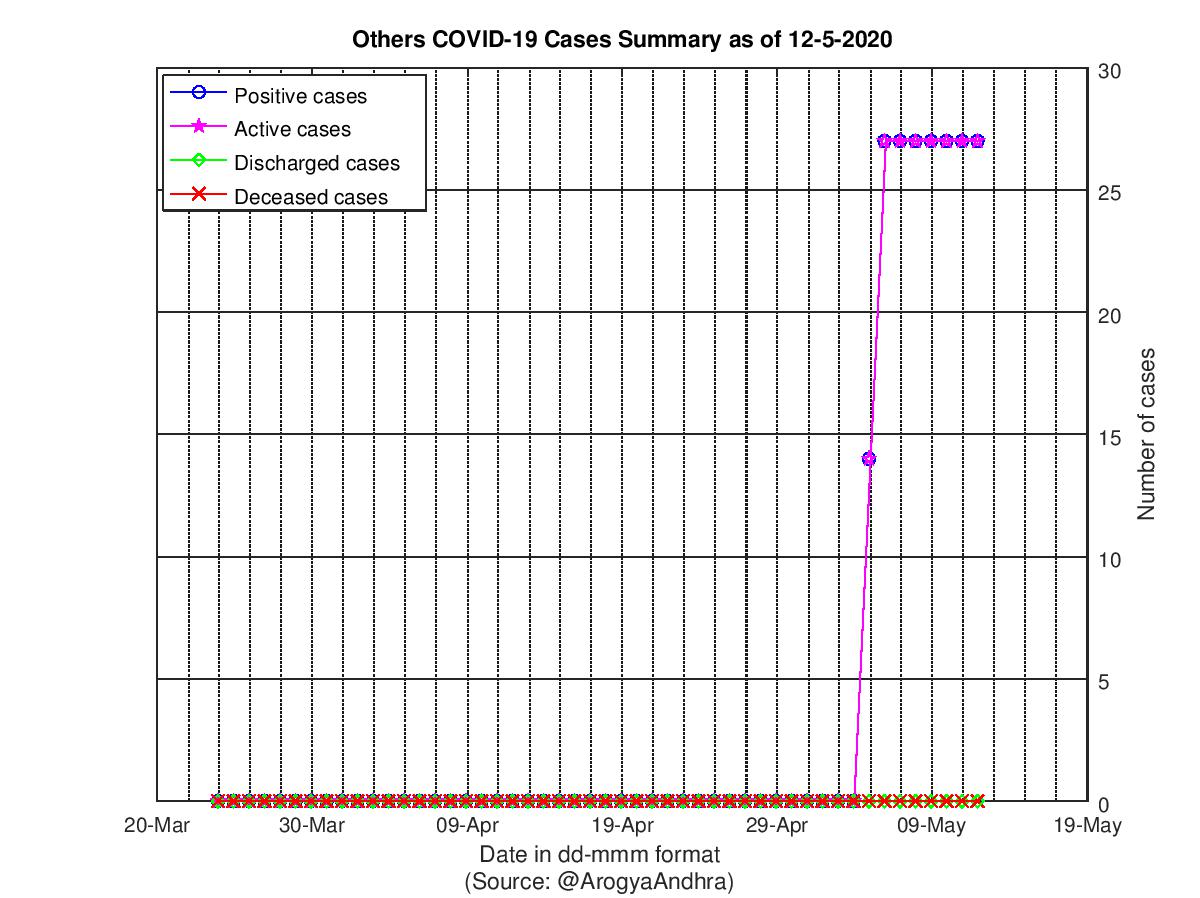 Others COVID-19 Cases Summary as of 12-5-2020
Positive cases
Active cases
Discharged cases
Deceased cases
30
25
20
15
10
5
0
Number of cases
20-Mar 30-Mar 09-Apr 19-Apr 29-Apr 09-May 19-May
Date in dd-mmm format
(Source: @ArogyaAndhra)